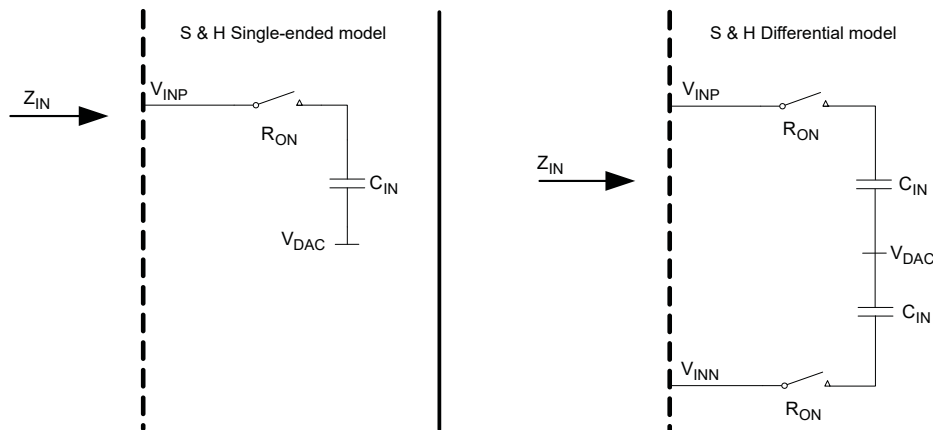 S & H Single-ended model
V_INP
Z_IN
R_ON
C_IN
V_DAC
S & H Differential model
V_INP
R_ON
Z_IN
C_IN
V_DAC
C_IN
V_INN
R_ON